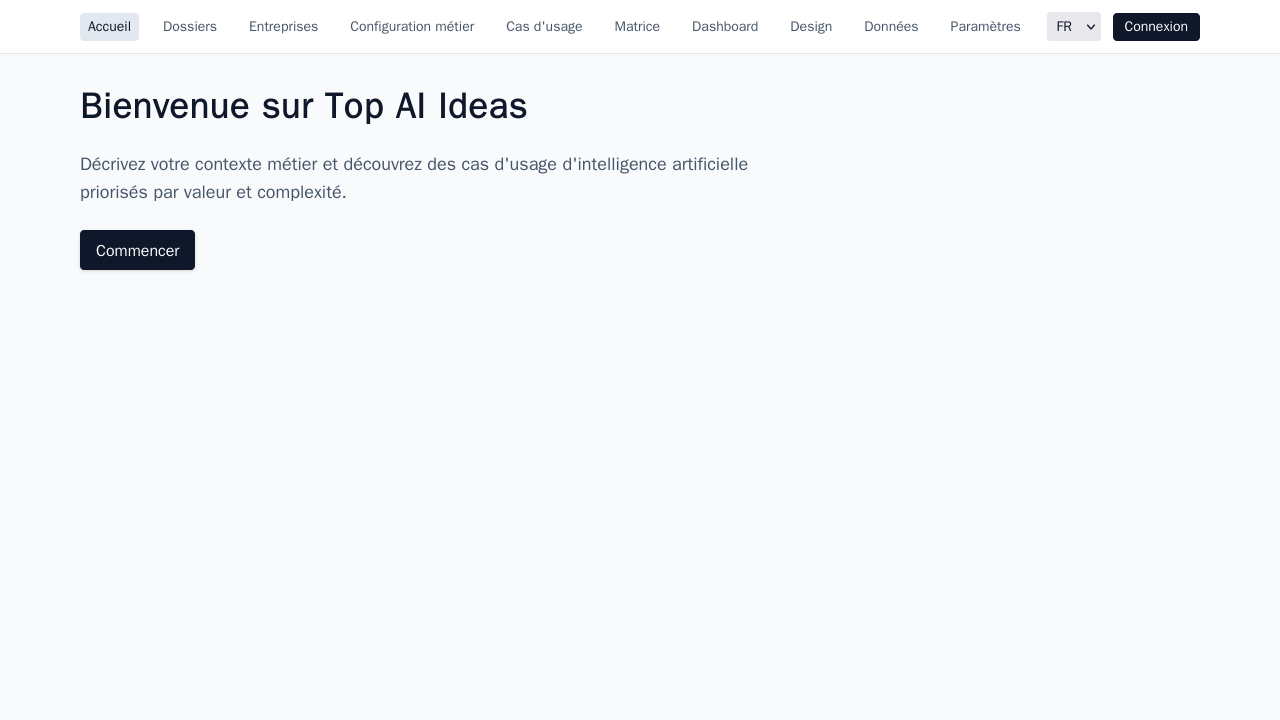 Accueil Dossiers Entreprises Configuration métier Cas d'usage Matrice Dashboard Design Données Paramètres FR Connexion
Bienvenue sur Top AI Ideas
Décrivez votre contexte métier et découvrez des cas d'usage d'intelligence artificielle
priorisés par valeur et complexité.
Commencer